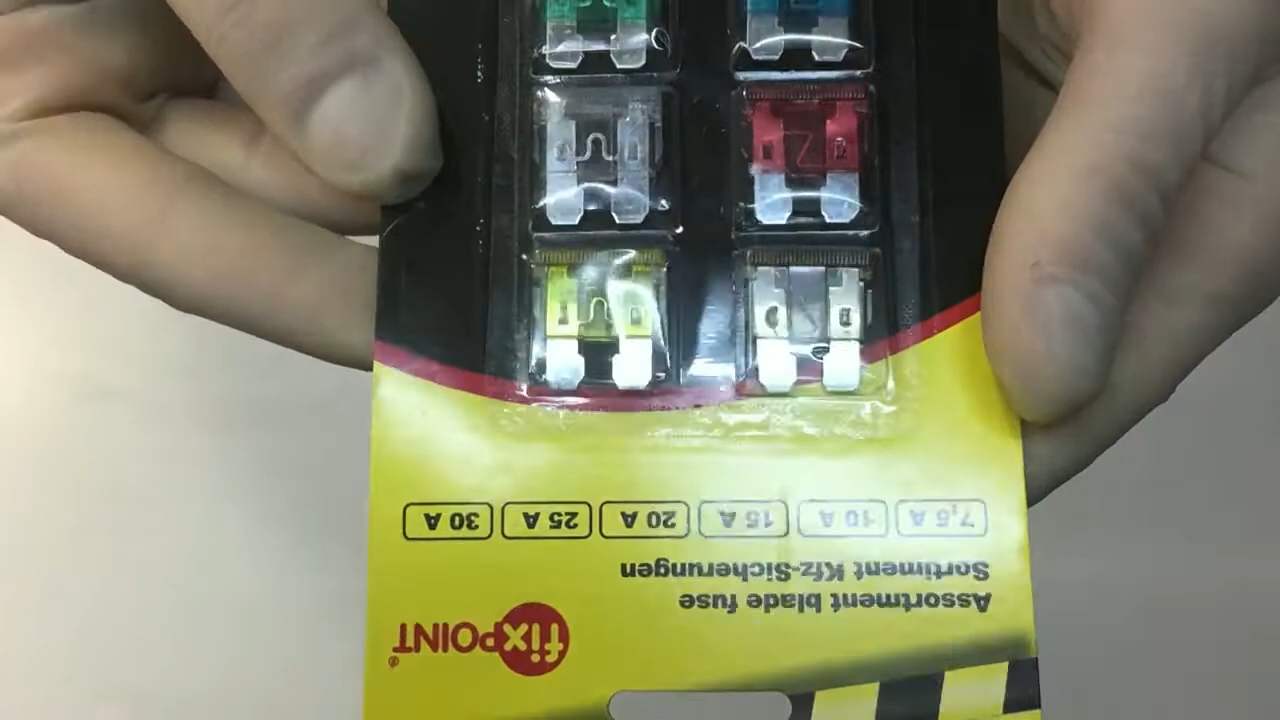 fixPOINT®
Assortment blade fuse
Sortiment Kfz-Sicherungen
7,5 A 10 A 15 A 20 A 25 A 30 A